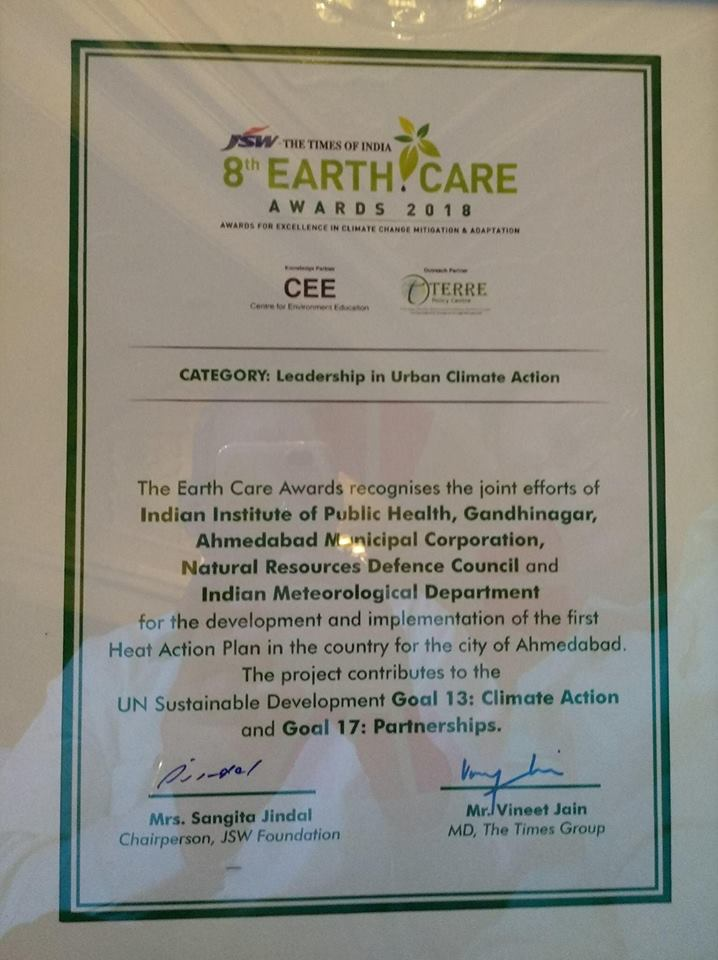 JSW THE TIMES OF INDIA
8th EARTH CARE
AWARDS 2018
AWARDS FOR EXCELLENCE IN CLIMATE CHANGE MITIGATION & ADAPTATION
Knowledge Partner
CEE
Centre for Environment Education
Outreach Partner
TERRE
Policy Centre
CATEGORY: Leadership in Urban Climate Action
The Earth Care Awards recognises the joint efforts of
Indian Institute of Public Health, Gandhinagar,
Ahmedabad Municipal Corporation,
Natural Resources Defence Council and
Indian Meteorological Department
for the development and implementation of the first
Heat Action Plan in the country for the city of Ahmedabad.
The project contributes to the
UN Sustainable Development Goal 13: Climate Action
and Goal 17: Partnerships.
Mrs. Sangita Jindal
Chairperson, JSW Foundation
Mr. Vineet Jain
MD, The Times Group